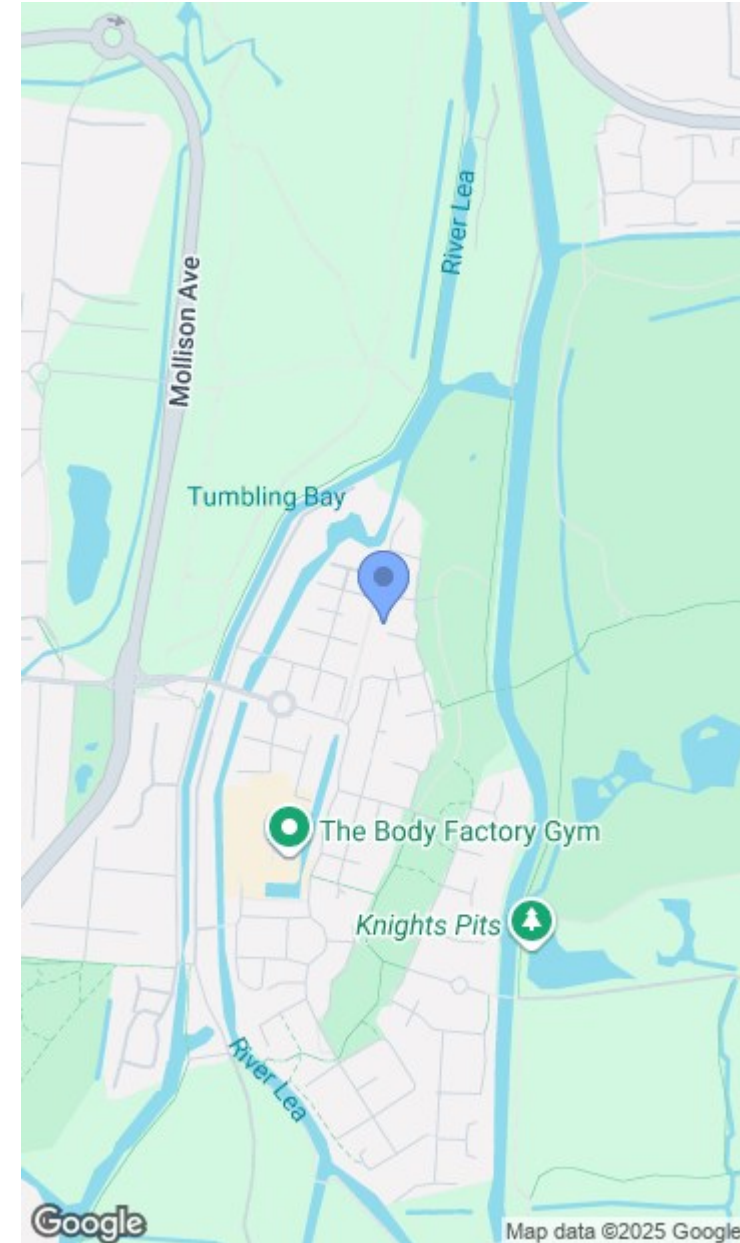 River Lea
Mollison Ave
Tumbling Bay
The Body Factory Gym
Knights Pits
River Lea
Google
Map data ©2025 Google